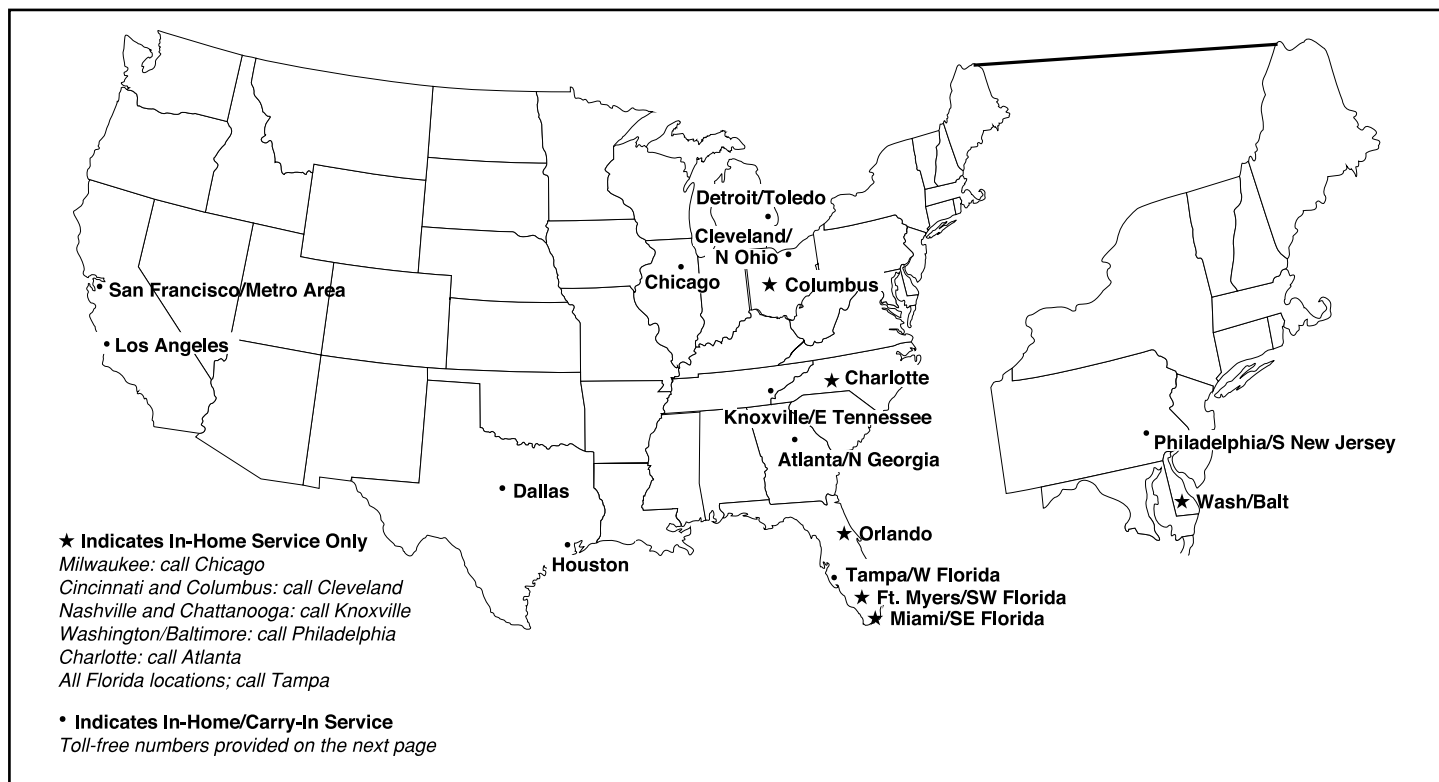 Detroit/Toledo
Cleveland/
N Ohio
Chicago
★ Columbus
San Francisco/Metro Area
Los Angeles
★ Charlotte
Knoxville/E Tennessee
Atlanta/N Georgia
Philadelphia/S New Jersey
★ Wash/Balt
Dallas
Houston
★ Orlando
Tampa/W Florida
★ Ft. Myers/SW Florida
★ Miami/SE Florida
★ Indicates In-Home Service Only
Milwaukee: call Chicago
Cincinnati and Columbus: call Cleveland
Nashville and Chattanooga: call Knoxville
Washington/Baltimore: call Philadelphia
Charlotte: call Atlanta
All Florida locations; call Tampa
• Indicates In-Home/Carry-In Service
Toll-free numbers provided on the next page